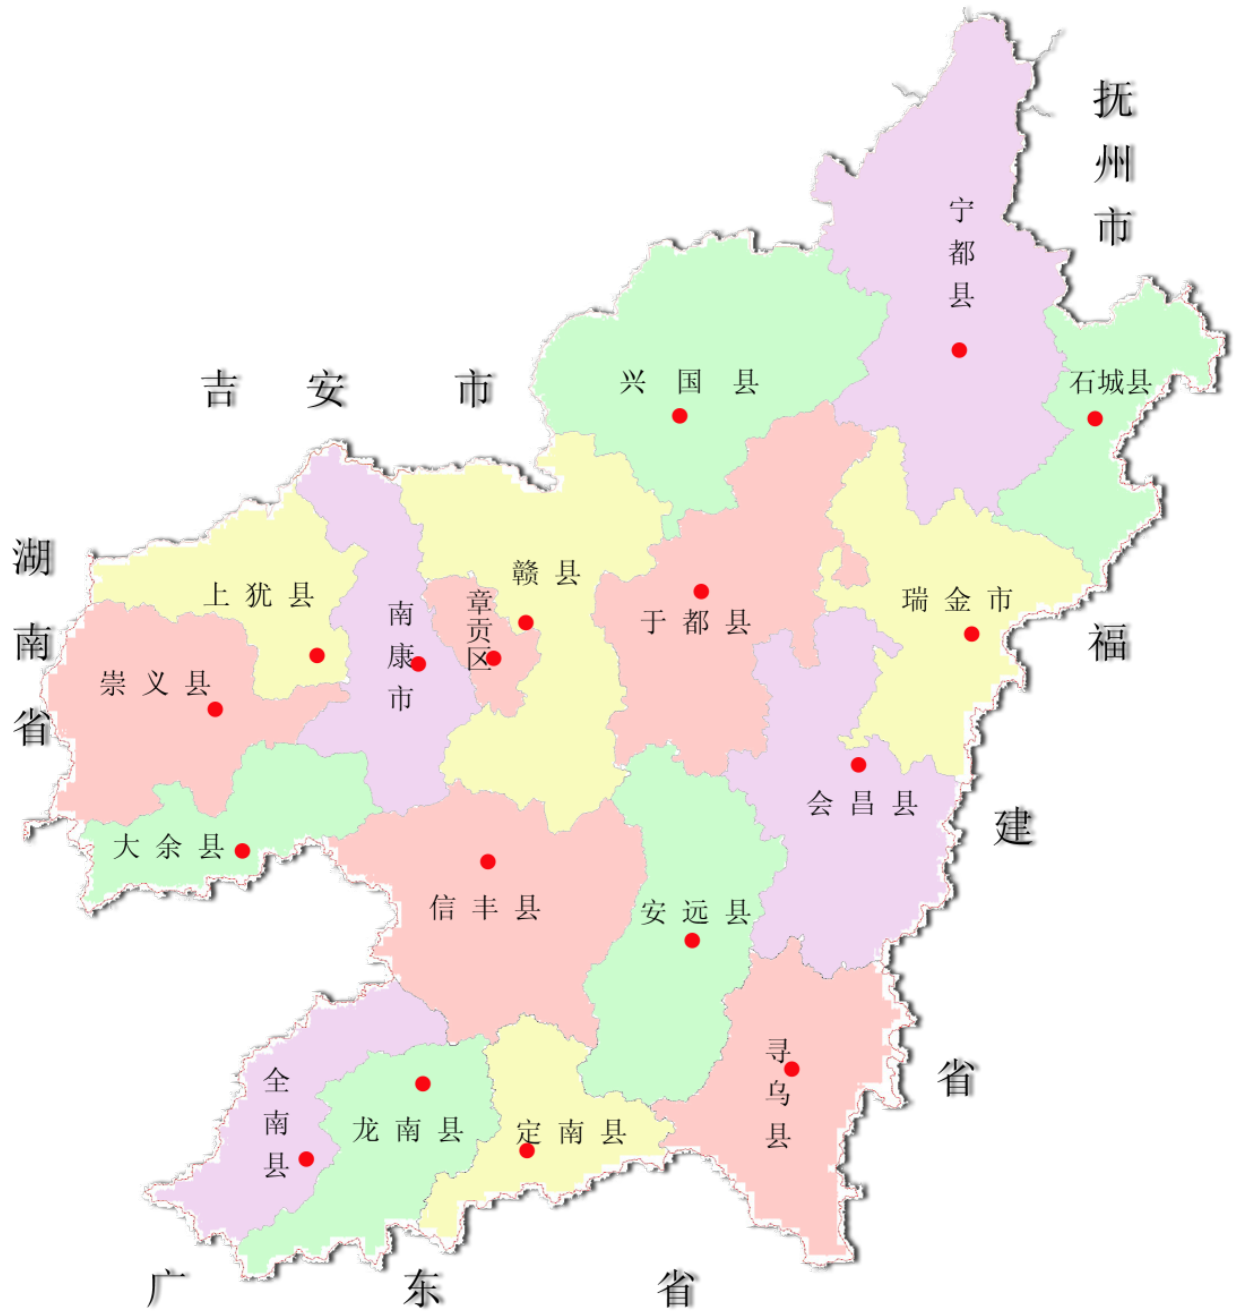 抚州市
宁都县
兴国县
石城县
吉安市
赣县
上犹县
章贡区
南康市
于都县
瑞金市
湖南省
崇义县
会昌县
大余县
信丰县
安远县
福建省
寻乌县
全南县
龙南县
定南县
广东省